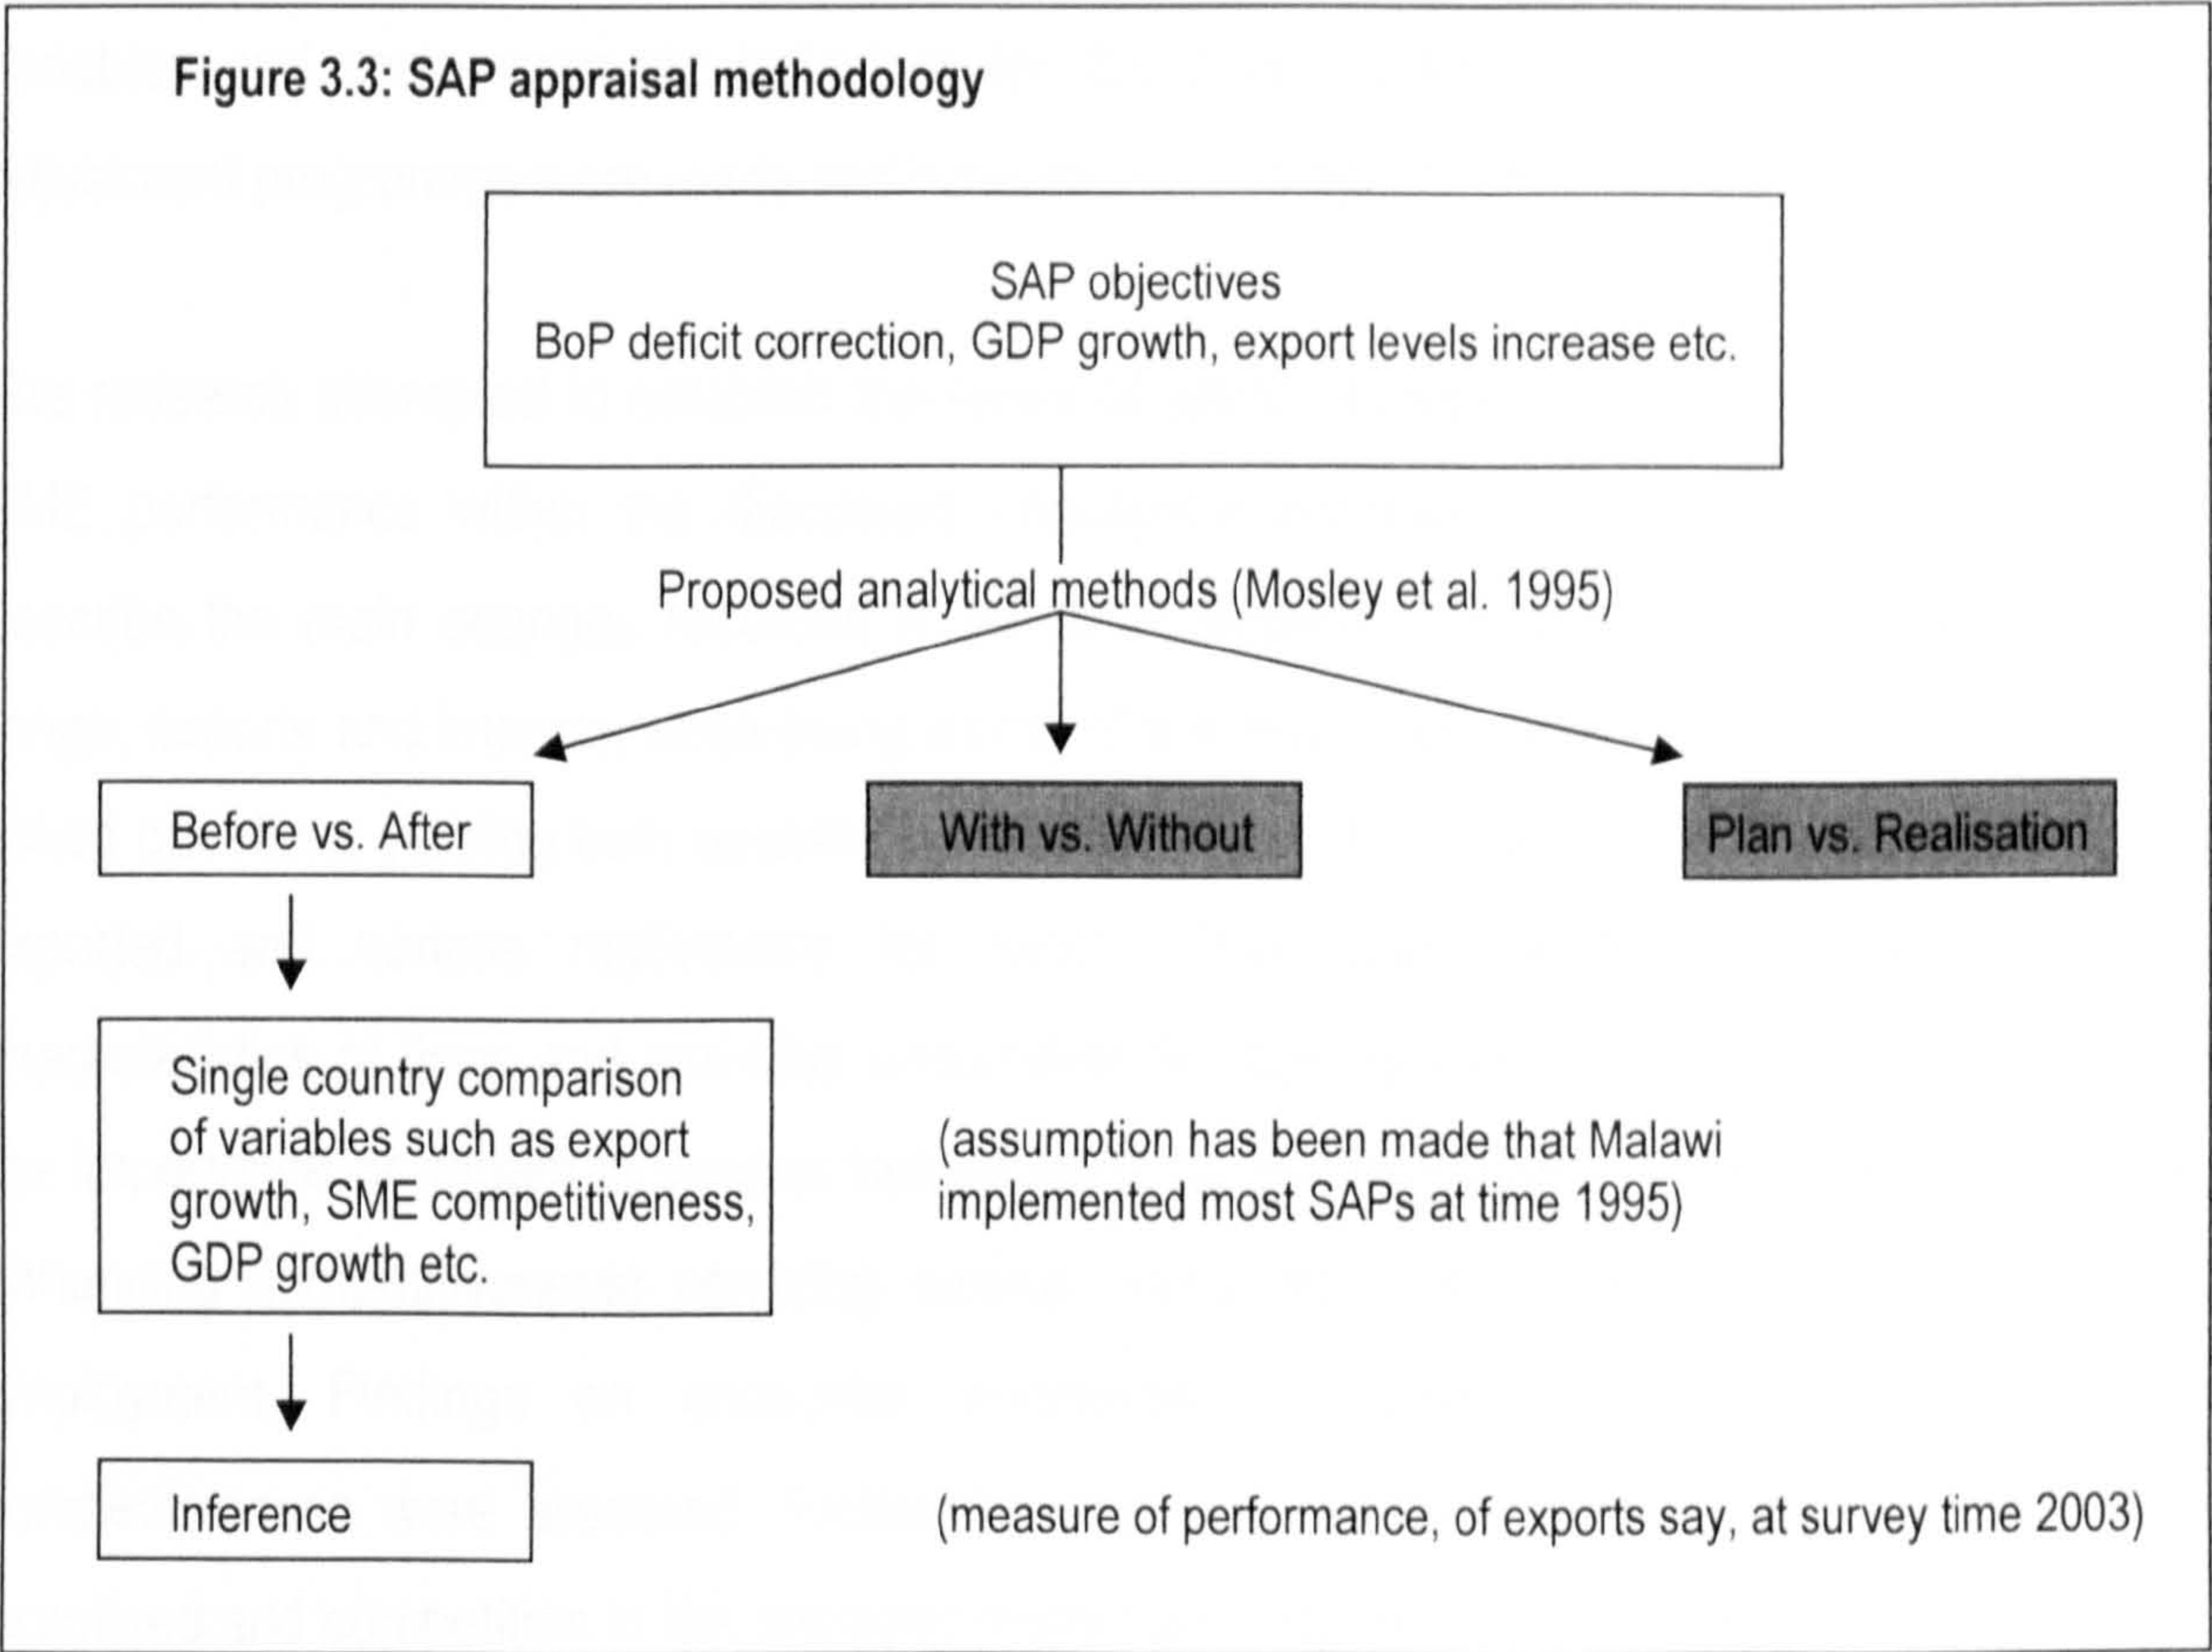 Figure 3.3: SAP appraisal methodology
SAP objectives
BoP deficit correction, GDP growth, export levels increase etc.
Proposed analytical methods (Mosley et al. 1995)
Before vs. After
With vs. Without
Plan vs. Realisation
Single country comparison
of variables such as export
growth, SME competitiveness,
GDP growth etc.
(assumption has been made that Malawi
implemented most SAPs at time 1995)
Inference
(measure of performance, of exports say, at survey time 2003)